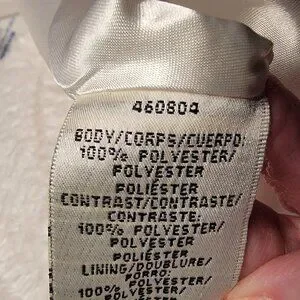 460804
BODY/CORPS/CUERPO:
100% POLYESTER/
POLYESTER/
POLIÉSTER
CONTRAST/CONTRASTE/
CONTRASTE:
100% POLYESTER/
POLYESTER/
POLIÉSTER
LINING/DOUBLURE/
FORRO:
100% POLYESTER/
POLYESTER/